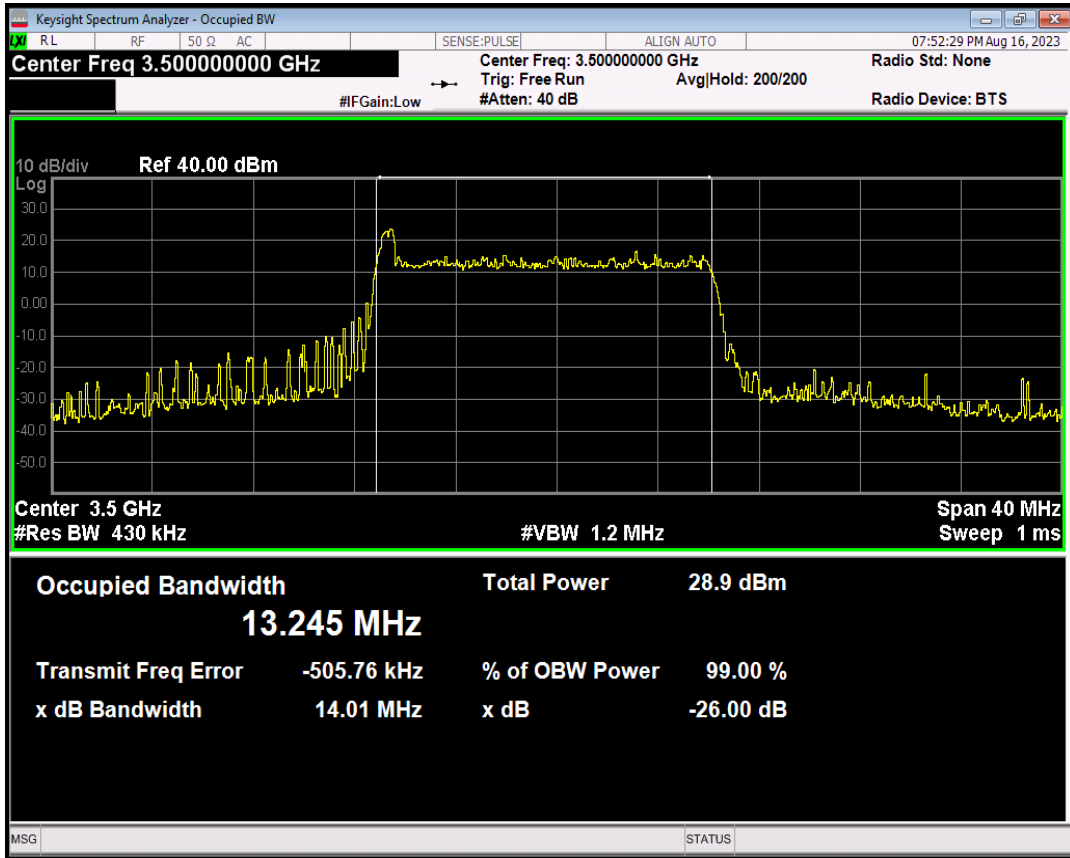 Keysight Spectrum Analyzer - Occupied BW
LXI RL RF 50 Ω AC SENSE:PULSE ALIGN AUTO 07:52:29 PM Aug 16, 2023
Center Freq 3.500000000 GHz Center Freq: 3.500000000 GHz Radio Std: None
Trig: Free Run Avg|Hold: 200/200
#IFGain:Low #Atten: 40 dB Radio Device: BTS
10 dB/div Ref 40.00 dBm
Log
30.0
20.0
10.0
0.00
-10.0
-20.0
-30.0
-40.0
-50.0
Center 3.5 GHz Span 40 MHz
#Res BW 430 kHz #VBW 1.2 MHz Sweep 1 ms
Occupied Bandwidth Total Power 28.9 dBm
13.245 MHz
Transmit Freq Error -505.76 kHz % of OBW Power 99.00 %
x dB Bandwidth 14.01 MHz x dB -26.00 dB
MSG STATUS